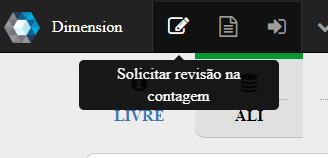 Dimension
Solicitar revisão na
contagem
LIVRE
ALI